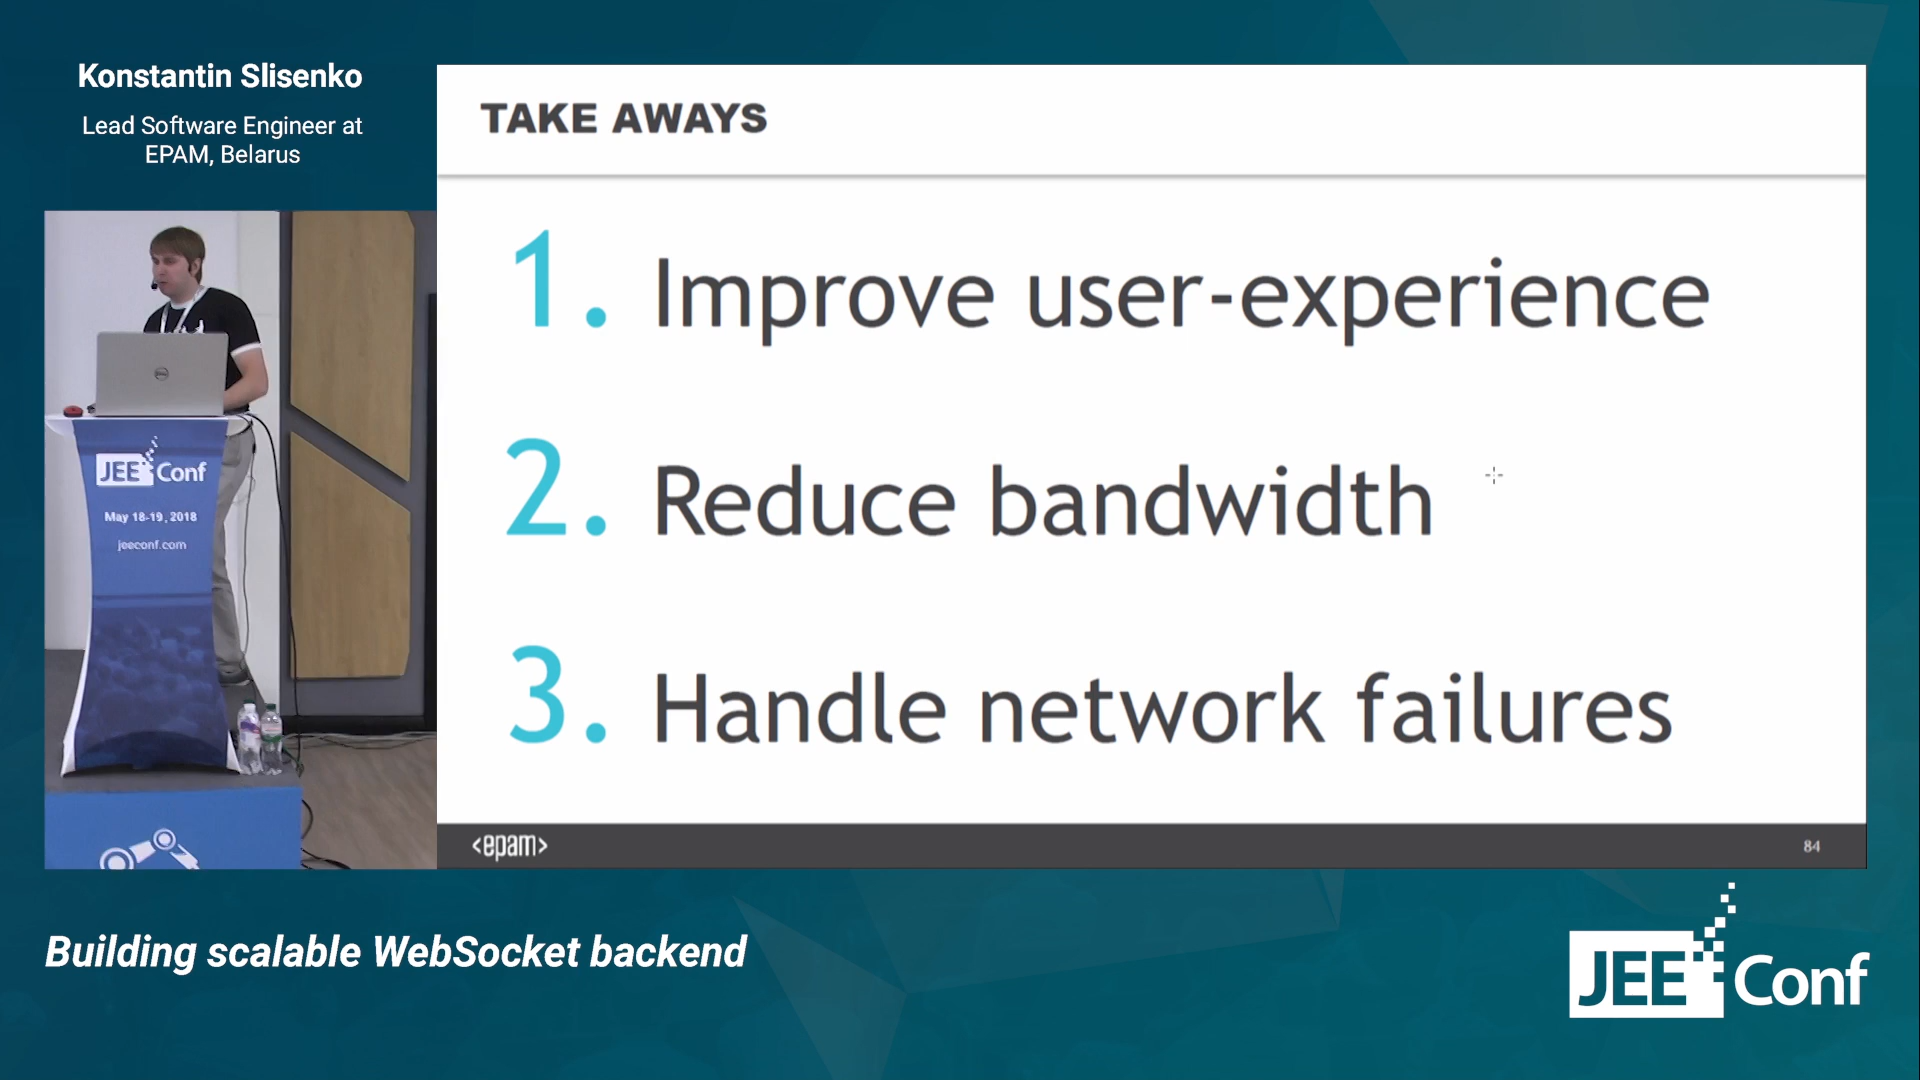 Konstantin Slisenko
Lead Software Engineer at
EPAM, Belarus
TAKE AWAYS
1. Improve user-experience
2. Reduce bandwidth
3. Handle network failures
<epam>
84
JEE Conf
May 18-19, 2018
jeeconf.com
Building scalable WebSocket backend
JEE Conf